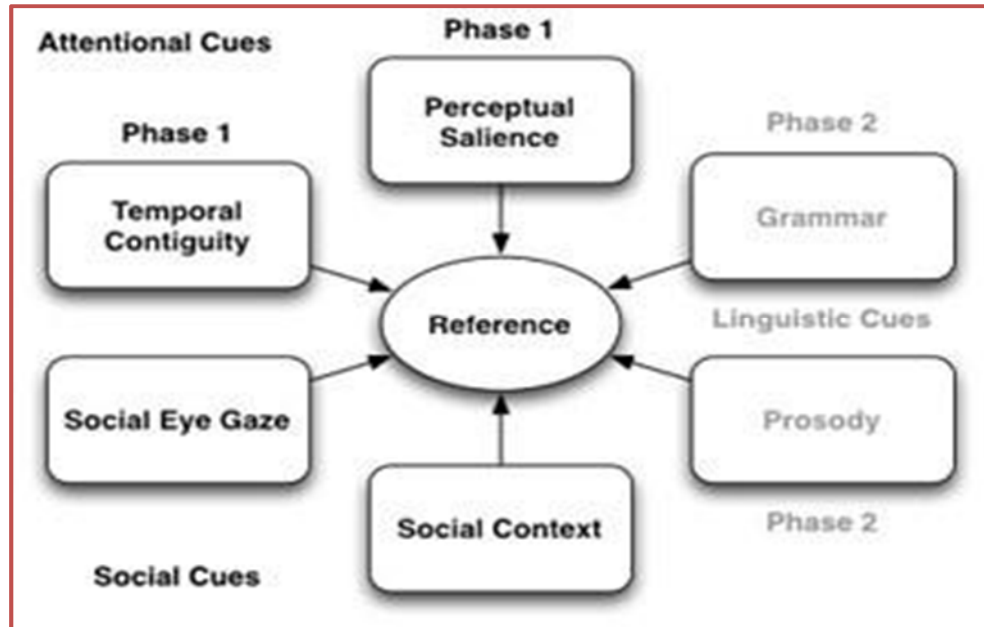 Attentional Cues
Phase 1
Perceptual
Salience
Phase 1
Temporal
Contiguity
Phase 2
Grammar
Reference
Linguistic Cues
Social Eye Gaze
Prosody
Social Context
Phase 2
Social Cues